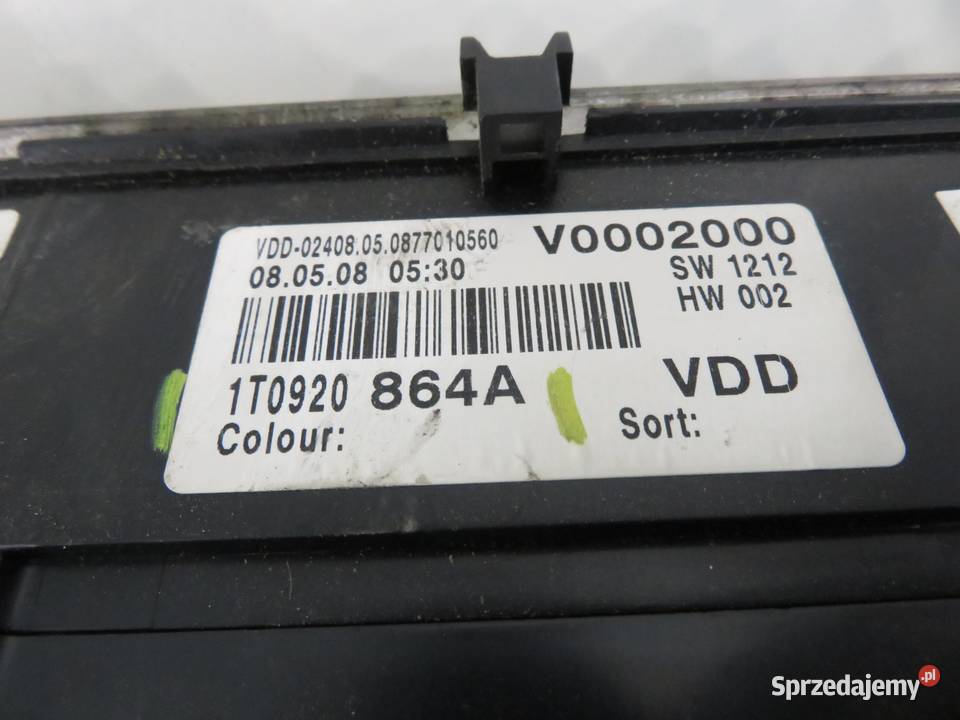 VDD-02408.05.0877010560 V0002000
08.05.08 05:30 SW 1212
HW 002
1T0920 864A VDD
Colour: Sort:
Sprzedajemy.pl